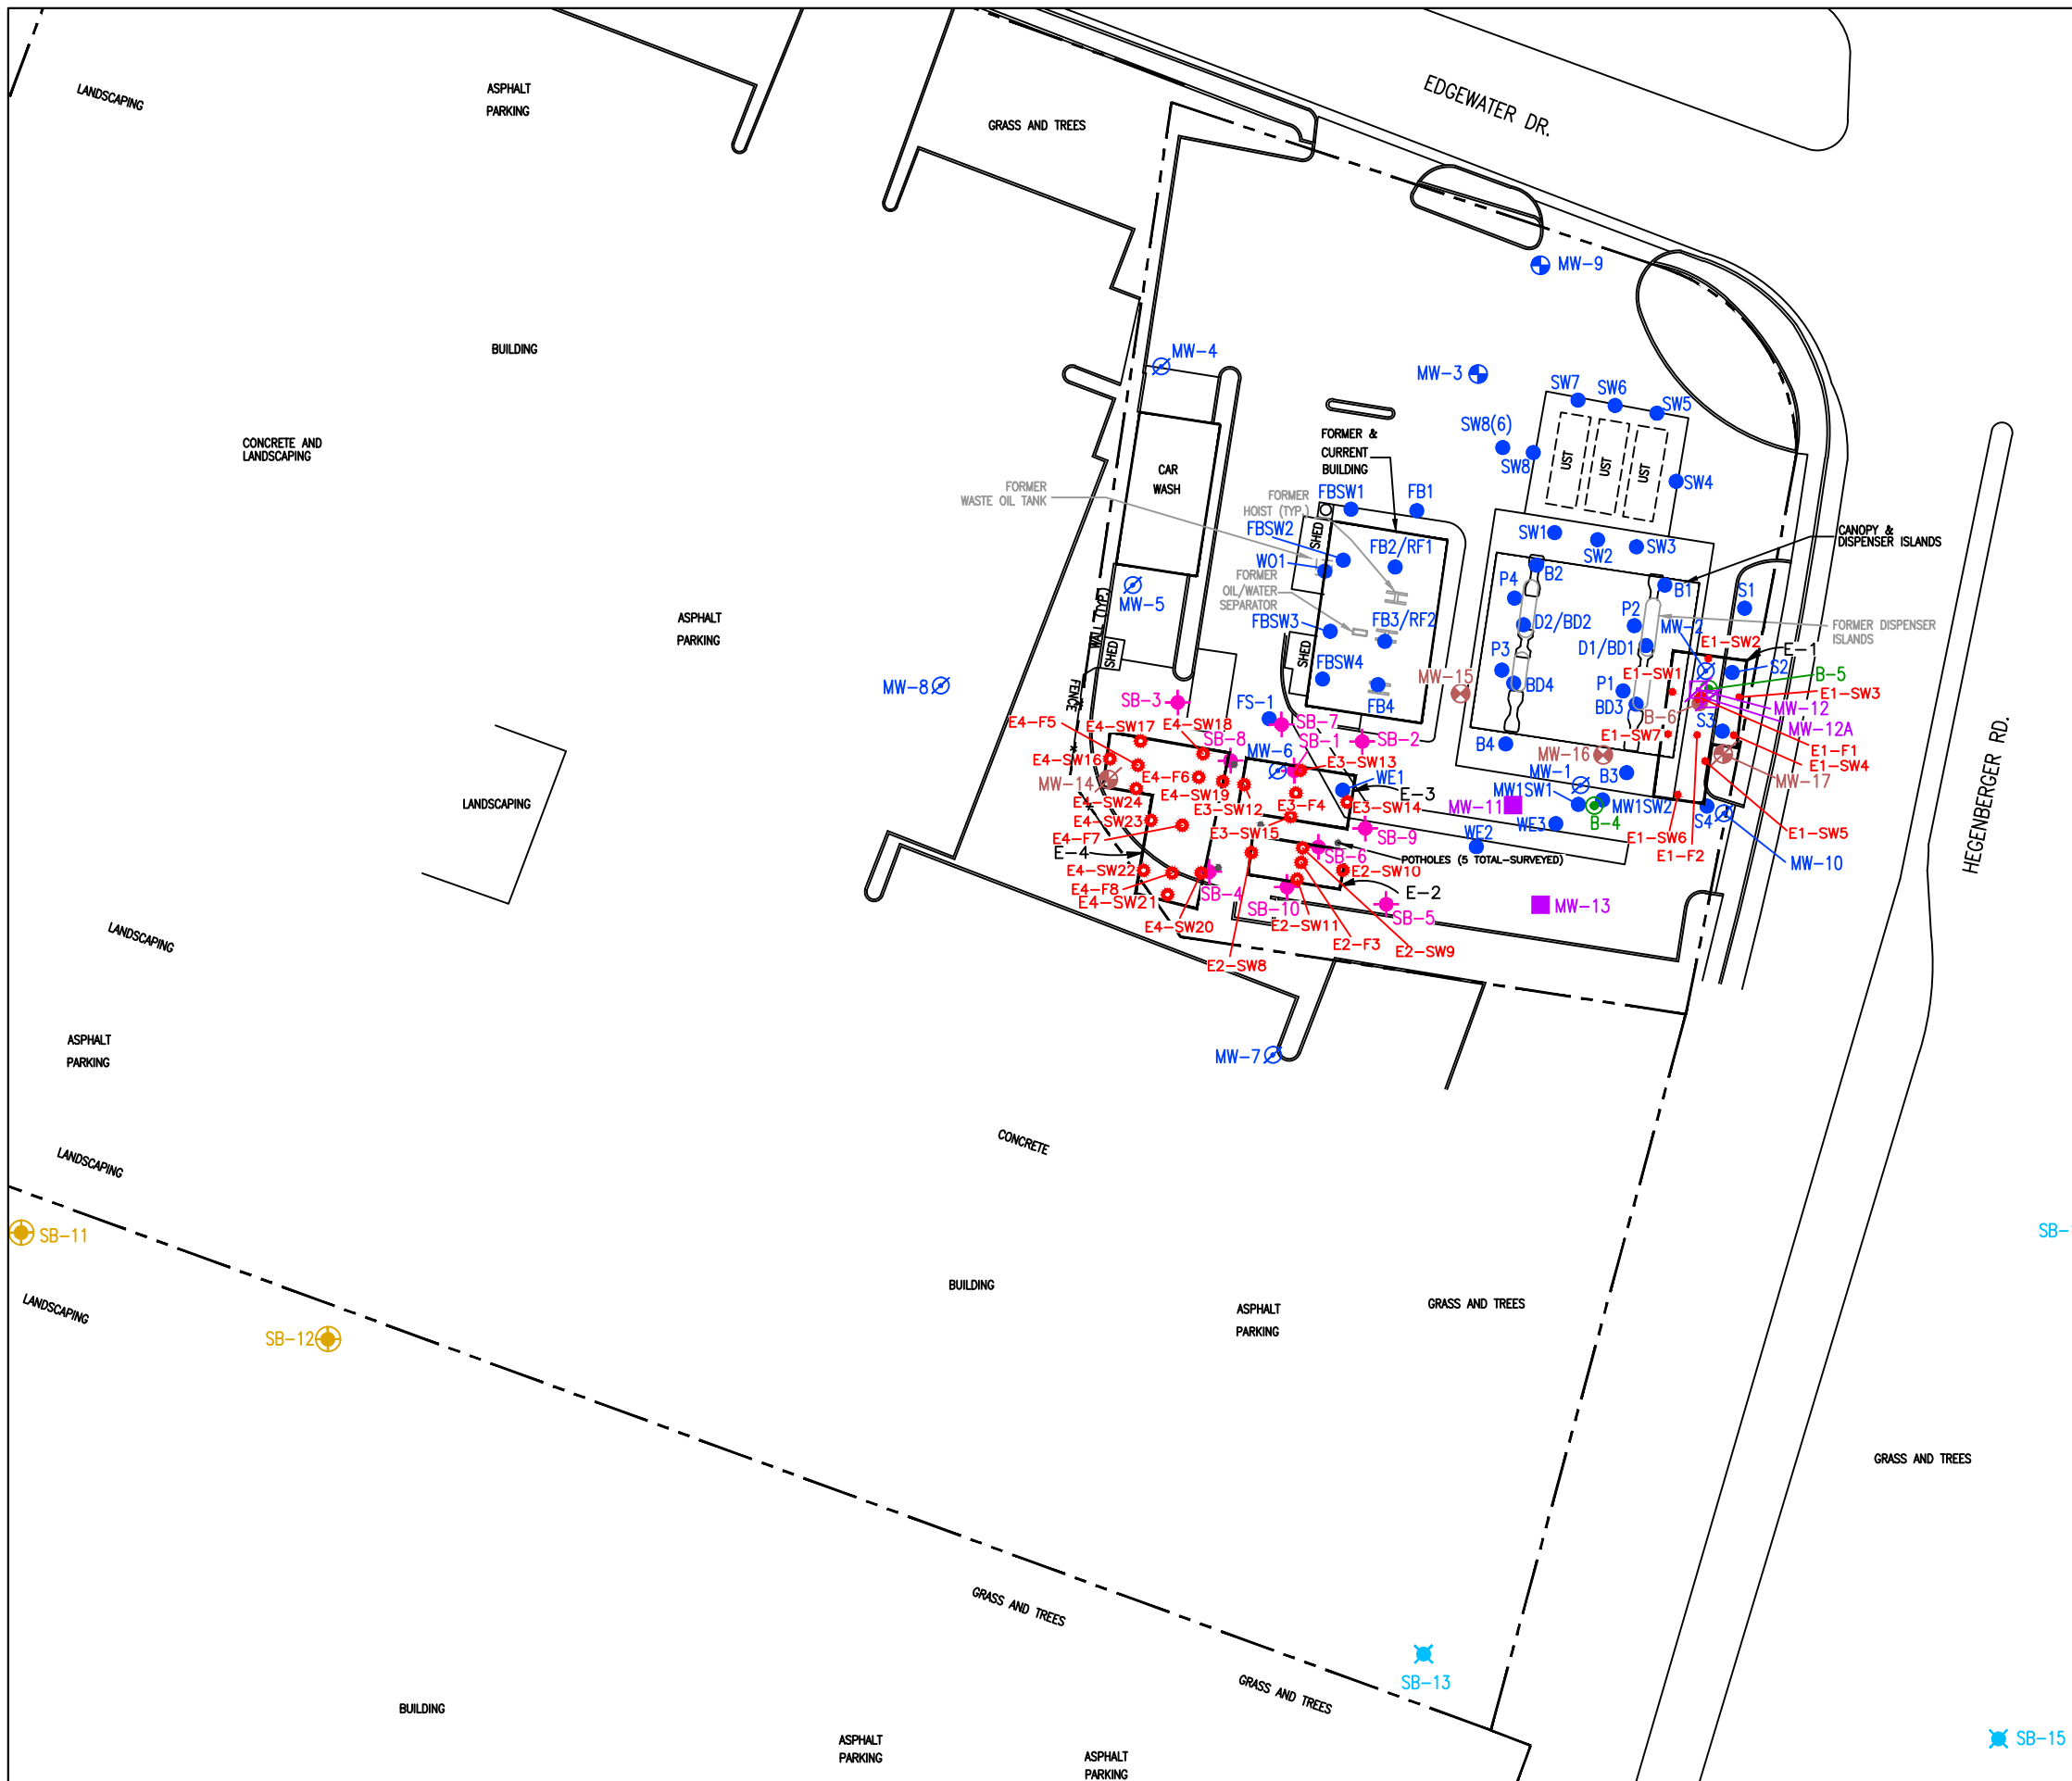 LANDSCAPING
ASPHALT
PARKING
GRASS AND TREES
EDGEWATER DR.
MW-9
BUILDING
MW-4
MW-3
SW7
SW6
SW5
CONCRETE AND
LANDSCAPING
SW8(6)
SW8
FORMER &
CURRENT
BUILDING
CAR
WASH
UST
UST
UST
SW4
FORMER
WASTE OIL TANK
FORMER
HOIST (TYP.)
FBSW1
FB1
SHED
FBSW2
FB2/RF1
SW1
SW2
SW3
CANOPY &
DISPENSER ISLANDS
WO1
B2
B1
FORMER
OIL/WATER
SEPARATOR
P4
S1
MW-5
WALL (TYP.)
ASPHALT
PARKING
FBSW3
FB3/RF2
D2/BD2
P2
MW-2
FORMER DISPENSER
ISLANDS
SHED
SHED
D1/BD1
E1-SW2
E-1
FBSW4
P3
MW-15
BD4
E1-SW1
S2
B-5
MW-8
FENCE
SB-3
FB4
P1
BD3
B-6
E1-SW3
MW-12
MW-12A
FS-1
SB-7
E4-F5
E4-SW17
E4-SW18
SB-8
SB-1
SB-2
B4
S3
E1-SW7
E1-F1
E1-SW4
MW-17
E4-SW16
MW-6
E3-SW13
MW-16
MW-14
E4-F6
WE1
MW-1
B3
E4-SW19
E-3
E4-SW24
E3-SW12
E3-F4
E3-SW14
MW-11
MW1SW1
MW1SW2
S4
LANDSCAPING
E4-SW23
B-4
WE3
E1-SW5
E4-F7
E3-SW15
SB-9
WE2
E1-SW6
E1-F2
E-4
SB-6
POTHOLES (5 TOTAL-SURVEYED)
MW-10
HEGENBERGER RD.
E4-SW22
E2-SW10
E4-F8
SB-4
E-2
E4-SW21
SB-10
SB-5
MW-13
E4-SW20
E2-SW11
E2-F3
E2-SW9
E2-SW8
LANDSCAPING
ASPHALT
PARKING
MW-7
CONCRETE
LANDSCAPING
SB-11
SB-
LANDSCAPING
SB-12
BUILDING
ASPHALT
PARKING
GRASS AND TREES
GRASS AND TREES
GRASS AND TREES
GRASS AND TREES
SB-13
BUILDING
ASPHALT
PARKING
ASPHALT
PARKING
SB-15